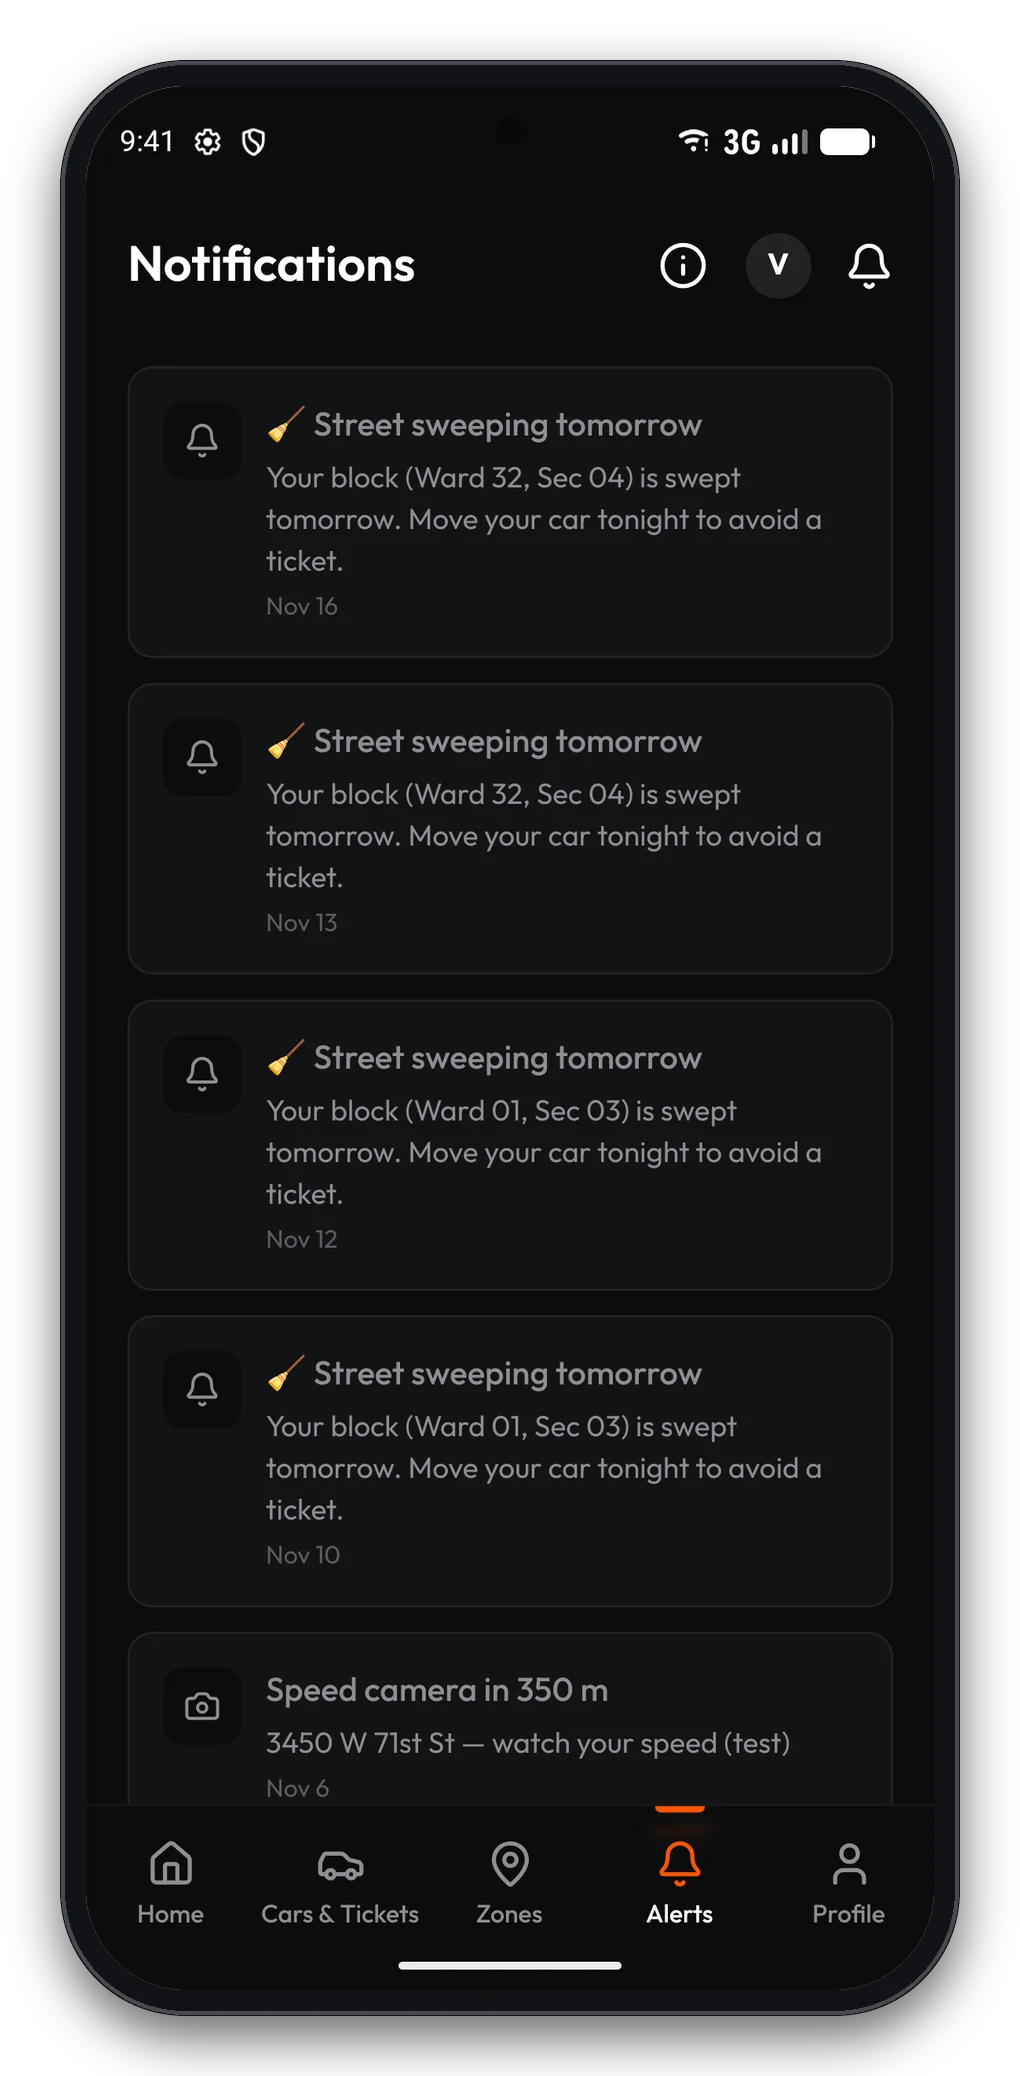 9:41
3G
Notifications
V
🧹 Street sweeping tomorrow
Your block (Ward 32, Sec 04) is swept
tomorrow. Move your car tonight to avoid a
ticket.
Nov 16
🧹 Street sweeping tomorrow
Your block (Ward 32, Sec 04) is swept
tomorrow. Move your car tonight to avoid a
ticket.
Nov 13
🧹 Street sweeping tomorrow
Your block (Ward 01, Sec 03) is swept
tomorrow. Move your car tonight to avoid a
ticket.
Nov 12
🧹 Street sweeping tomorrow
Your block (Ward 01, Sec 03) is swept
tomorrow. Move your car tonight to avoid a
ticket.
Nov 10
Speed camera in 350 m
3450 W 71st St — watch your speed (test)
Nov 6
Home
Cars & Tickets
Zones
Alerts
Profile